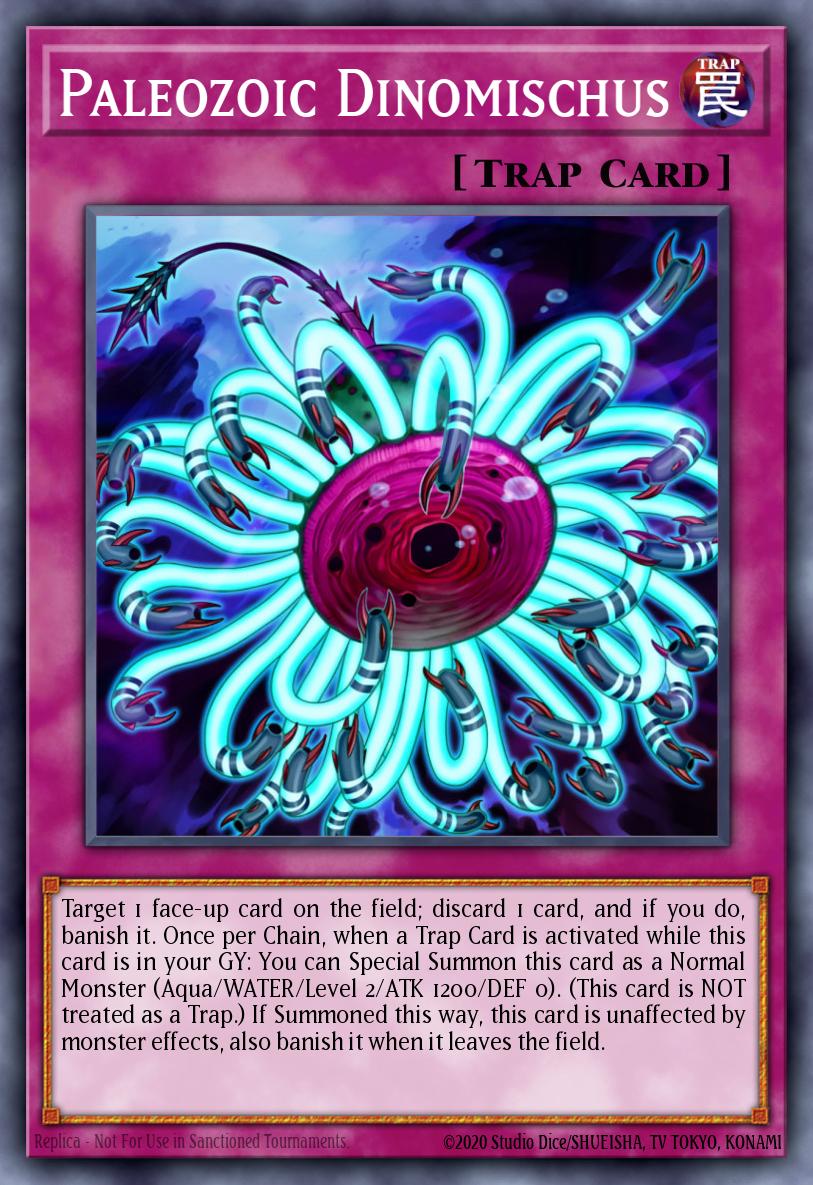 Paleozoic Dinomischus
TRAP
罠
[Trap Card]
Target 1 face-up card on the field; discard 1 card, and if you do,
banish it. Once per Chain, when a Trap Card is activated while this
card is in your GY: You can Special Summon this card as a Normal
Monster (Aqua/WATER/Level 2/ATK 1200/DEF 0). (This card is NOT
treated as a Trap.) If Summoned this way, this card is unaffected by
monster effects, also banish it when it leaves the field.
Replica - Not For Use in Sanctioned Tournaments.
©2020 Studio Dice/SHUEISHA, TV TOKYO, KONAMI